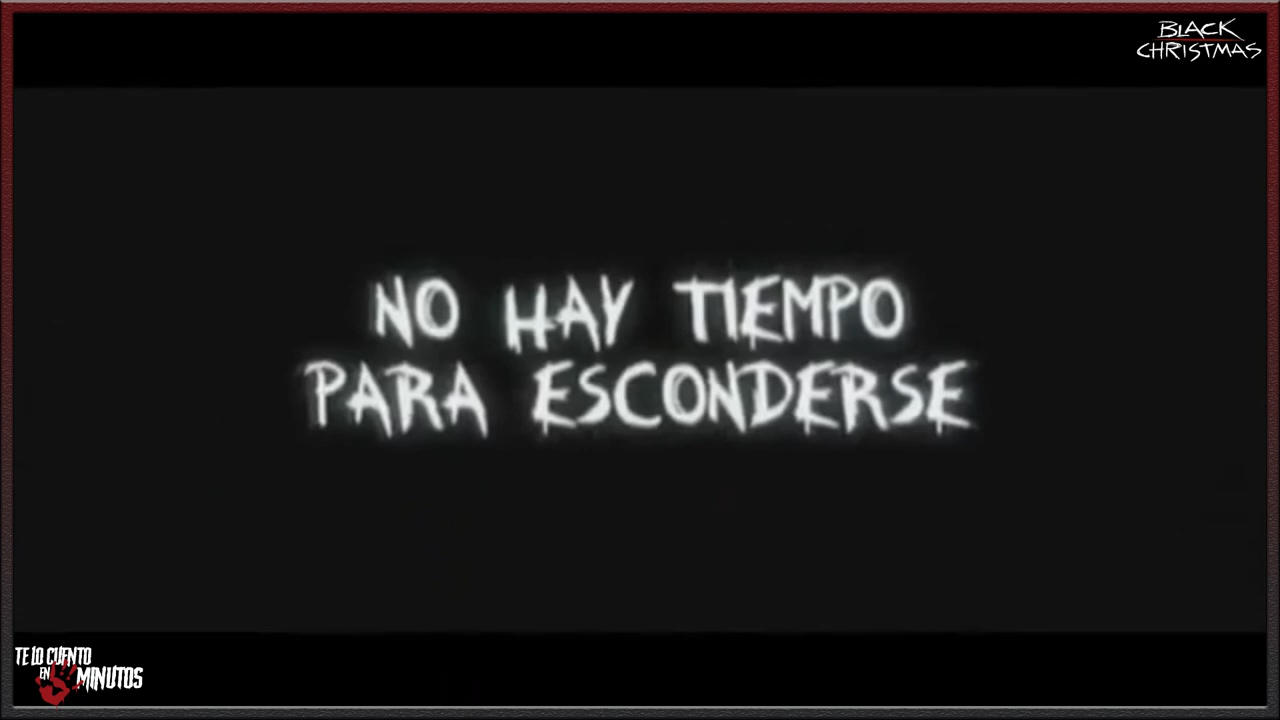 BLACK
CHRISTMAS
NO HAY TIEMPO
PARA ESCONDERSE
TE LO CUENTO
EN MINUTOS